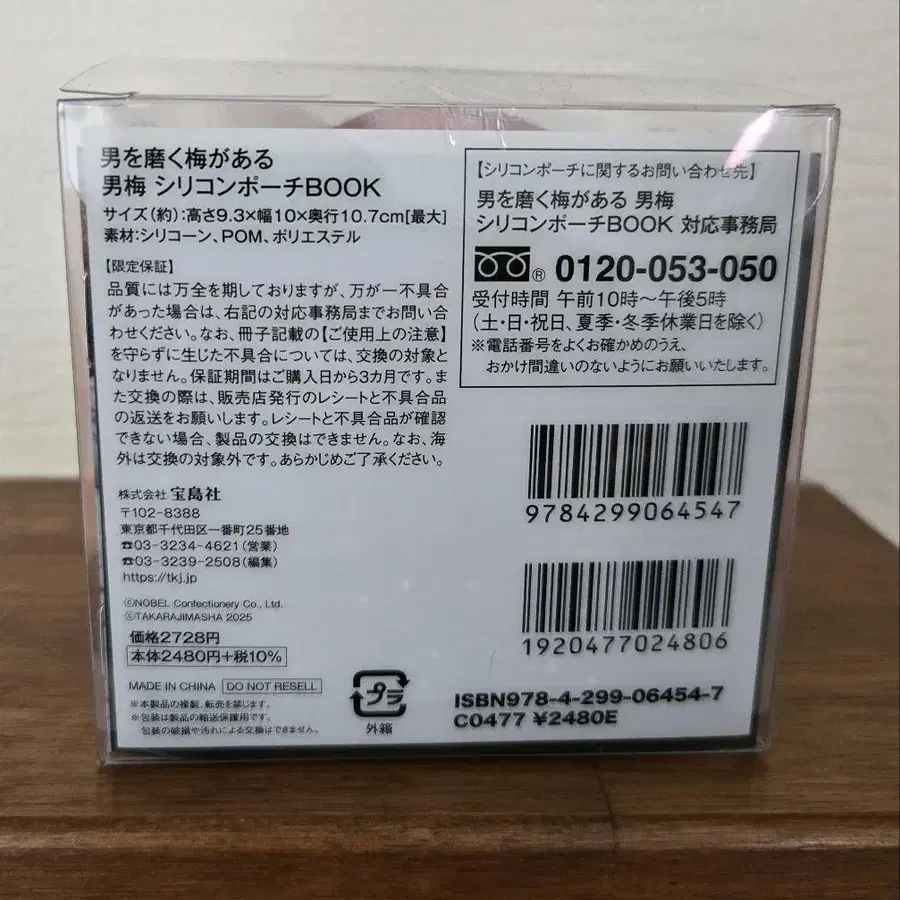 男を磨く梅がある
男梅 シリコンポーチBOOK
サイズ(約):高さ9.3×幅10×奥行10.7cm[最大]
素材:シリコーン、POM、ポリエステル
【限定保証】
品質には万全を期しておりますが、万が一不具合
があった場合は、右記の対応事務局までお問い合
わせください。なお、冊子記載の【ご使用上の注意】
を守らずに生じた不具合については、交換の対象と
なりません。保証期間はご購入日から3カ月です。ま
た交換の際は、販売店発行のレシートと不具合品
の返送をお願いします。レシートと不具合品が確認
できない場合、製品の交換はできません。なお、海
外は交換の対象外です。あらかじめご了承ください。
株式会社 宝島社
〒102-8388
東京都千代田区一番町25番地
☎03-3234-4621(営業)
☎03-3239-2508(編集)
https://tkj.jp
©NOBEL Confectionery Co., Ltd.
©TAKARAJIMASHA 2025
価格2728円
本体2480円+税10%
MADE IN CHINA DO NOT RESELL
※本製品の複製、転売を禁じます。
※包装は製品の輸送保護用です。
包装の破損や汚れによる交換はできません。
プラ
外箱
【シリコンポーチに関するお問い合わせ先】
男を磨く梅がある 男梅
シリコンポーチBOOK 対応事務局
® 0120-053-050
受付時間 午前10時~午後5時
(土・日・祝日、夏季・冬季休業日を除く)
※電話番号をよくお確かめのうえ、
おかけ間違いのないようにお願いいたします。
9784299064547
1920477024806
ISBN978-4-299-06454-7
C0477 ¥2480E